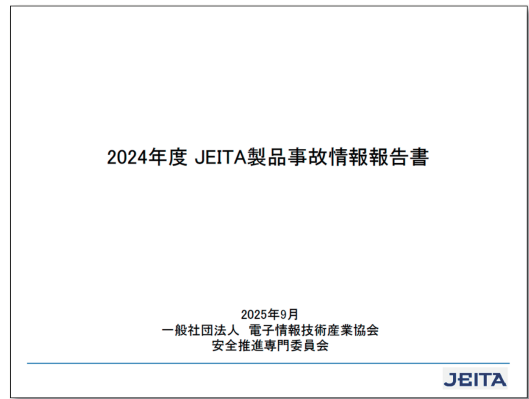 2024年度 JEITA製品事故情報報告書
2025年9月
一般社団法人 電子情報技術産業協会
安全推進専門委員会
JEITA